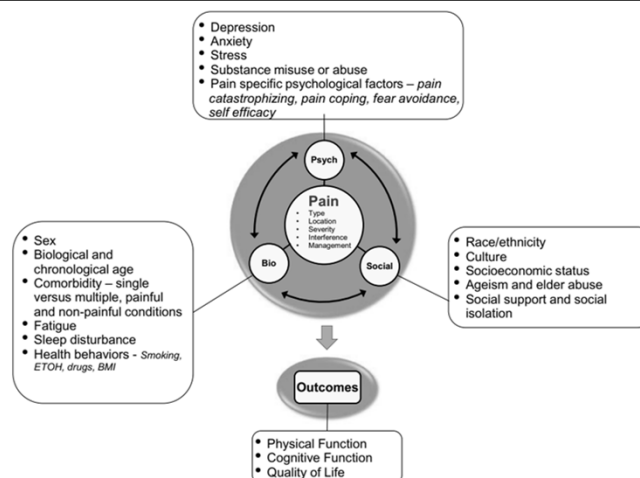 • Depression
• Anxiety
• Stress
• Substance misuse or abuse
• Pain specific psychological factors – pain
catastrophizing, pain coping, fear avoidance,
self efficacy
Psych
Pain
• Type
• Location
• Severity
• Interference
• Management
Bio
Social
• Sex
• Biological and
chronological age
• Comorbidity – single
versus multiple, painful
and non-painful conditions
• Fatigue
• Sleep disturbance
• Health behaviors - Smoking,
ETOH, drugs, BMI
• Race/ethnicity
• Culture
• Socioeconomic status
• Ageism and elder abuse
• Social support and social
isolation
Outcomes
• Physical Function
• Cognitive Function
• Quality of Life